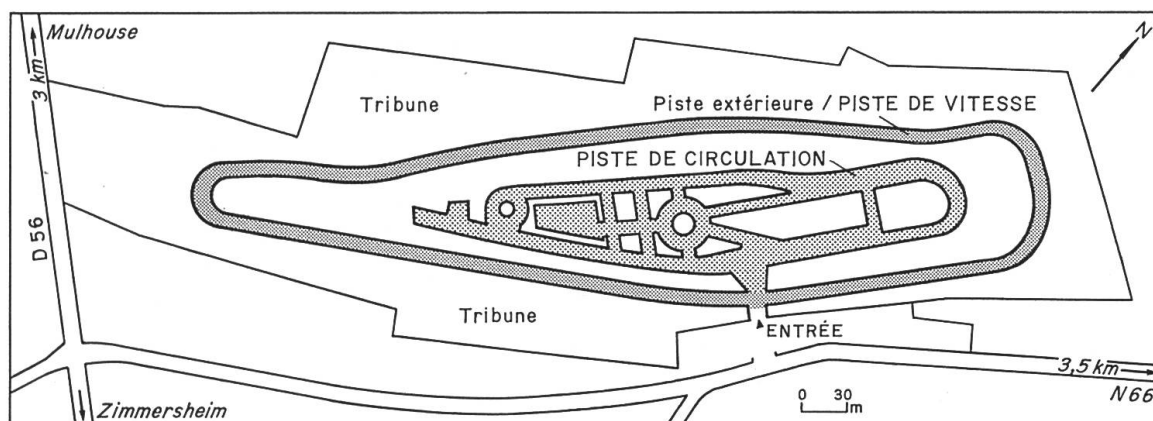 Mulhouse
3 km
N
Tribune
Piste extérieure / PISTE DE VITESSE
PISTE DE CIRCULATION
D 56
Tribune
ENTRÉE
3,5 km
N 66
0 30
m
Zimmersheim